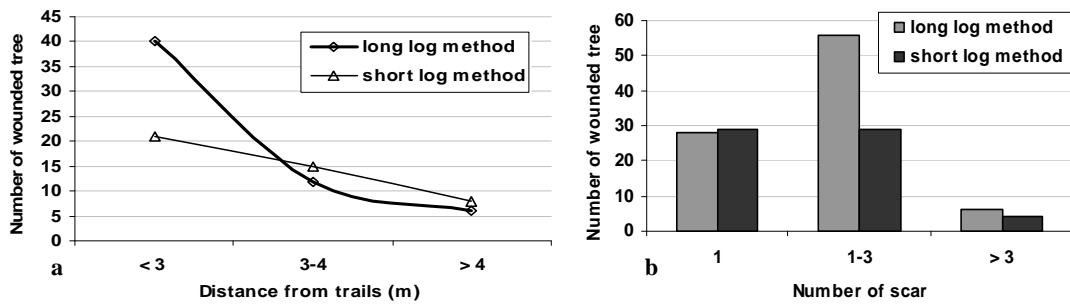 Number of wounded tree
45
40
35
30
25
20
15
10
5
0
long log method
short log method
< 3
3-4
> 4
a
Distance from trails (m)
Number of wounded tree
60
50
40
30
20
10
0
long log method
short log method
1
1-3
> 3
b
Number of scar